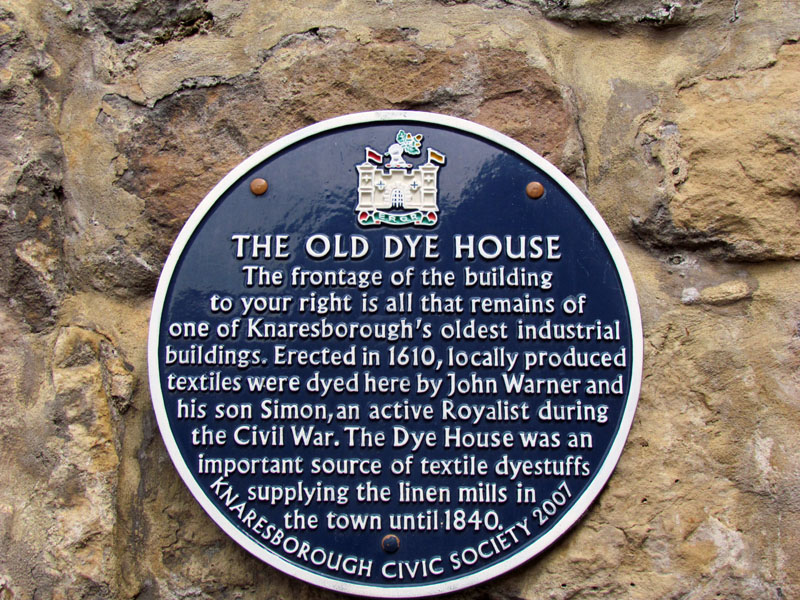 S.R.G.B.
THE OLD DYE HOUSE
The frontage of the building
to your right is all that remains of
one of Knaresborough's oldest industrial
buildings. Erected in 1610, locally produced
textiles were dyed here by John Warner and
his son Simon, an active Royalist during
the Civil War. The Dye House was an
important source of textile dyestuffs
supplying the linen mills in
the town until 1840.
KNARESBOROUGH CIVIC SOCIETY 2007